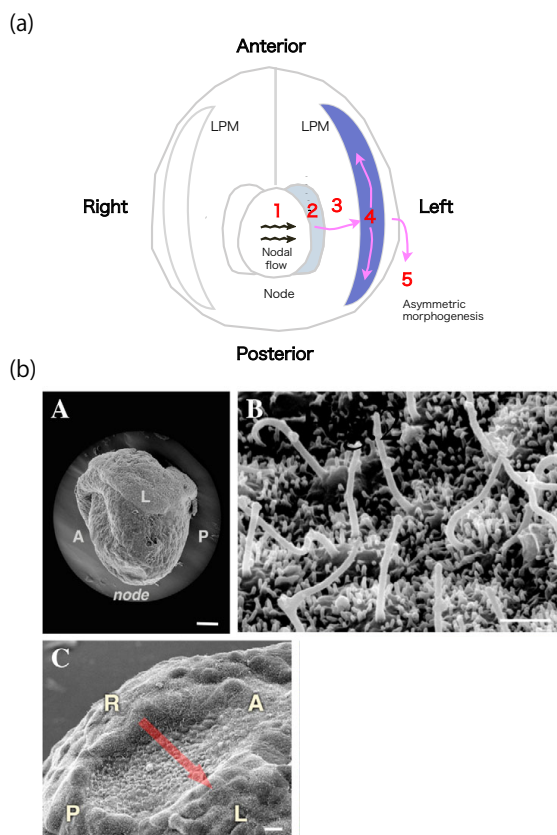 (a)
Anterior
LPM
LPM
Right
Left
1
2
3
4
Nodal
flow
5
Node
Asymmetric
morphogenesis
Posterior
(b)
A
L
A
P
node
B
C
R
A
P
L